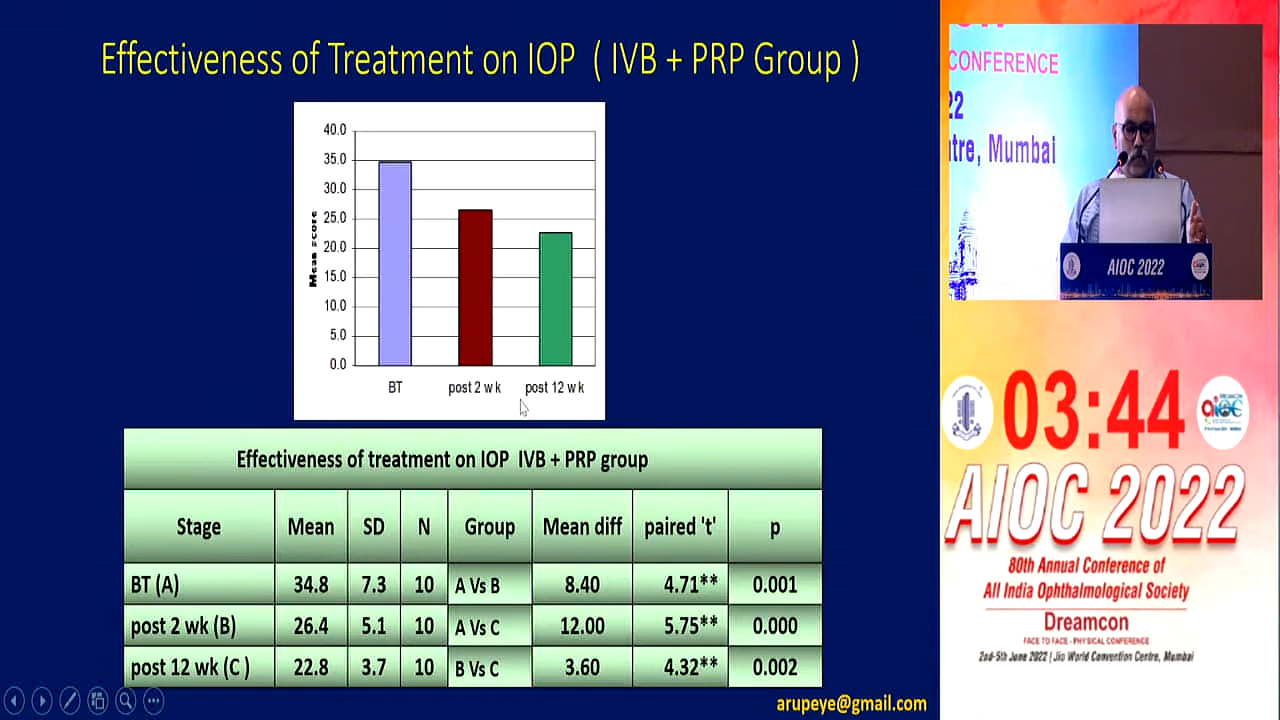 Effectiveness of Treatment on IOP ( IVB + PRP Group )
40.0
35.0
30.0
25.0
20.0
15.0
10.0
5.0
0.0
Mean score
BT post 2 wk post 12 wk
Effectiveness of treatment on IOP IVB + PRP group
Stage Mean SD N Group Mean diff paired 't' p
BT (A) 34.8 7.3 10 A Vs B 8.40 4.71** 0.001
post 2 wk (B) 26.4 5.1 10 A Vs C 12.00 5.75** 0.000
post 12 wk (C ) 22.8 3.7 10 B Vs C 3.60 4.32** 0.002
arupeye@gmail.com
CONFERENCE
22
ntre, Mumbai
AIOC 2022
03:44
AIOC 2022
80th Annual Conference of
All India Ophthalmological Society
Dreamcon
FACE TO FACE - PHYSICAL CONFERENCE
2nd-5th June 2022 | Jio World Convention Centre, Mumbai